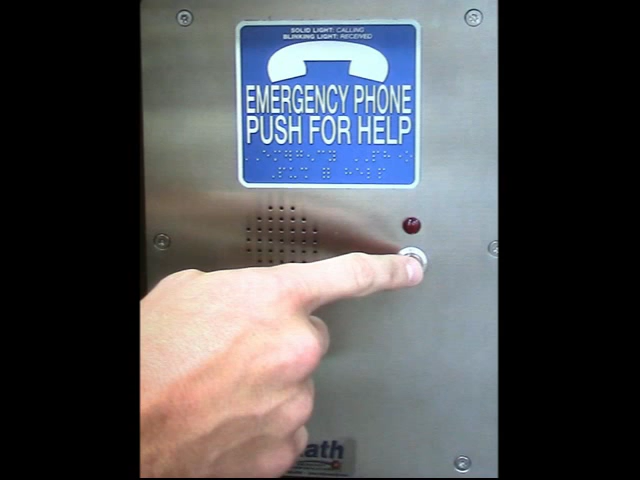 SOLID LIGHT: CALLING
BLINKING LIGHT: RECEIVED
EMERGENCY PHONE
PUSH FOR HELP